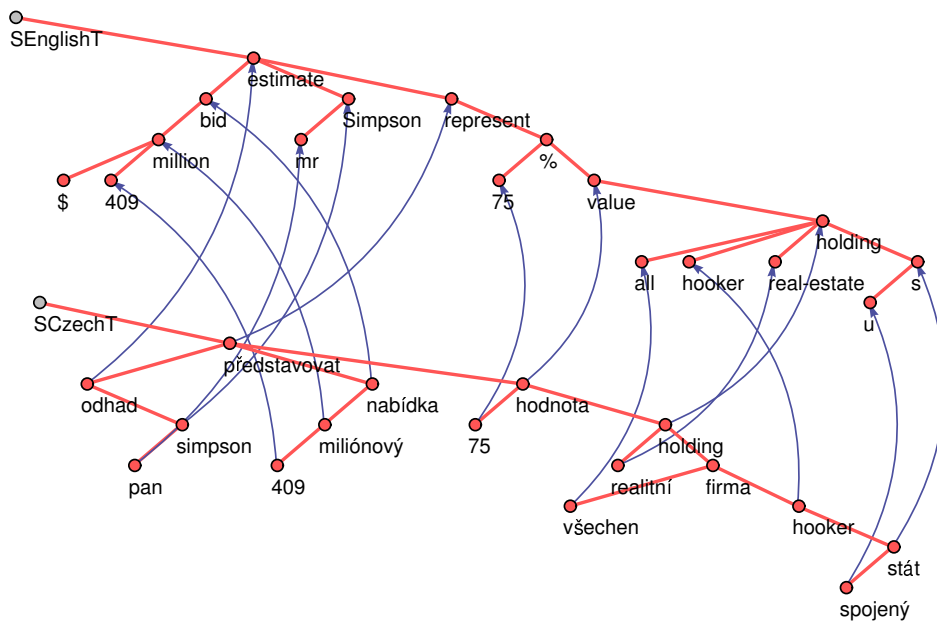 SEnglishT
estimate
bid Simpson represent
million mr %
$ 409 75 value
holding
all hooker real-estate s
u
SCzechT
představovat
odhad nabídka hodnota
simpson miliónový 75 holding
pan 409 realitní firma
všechen hooker
stát
spojený